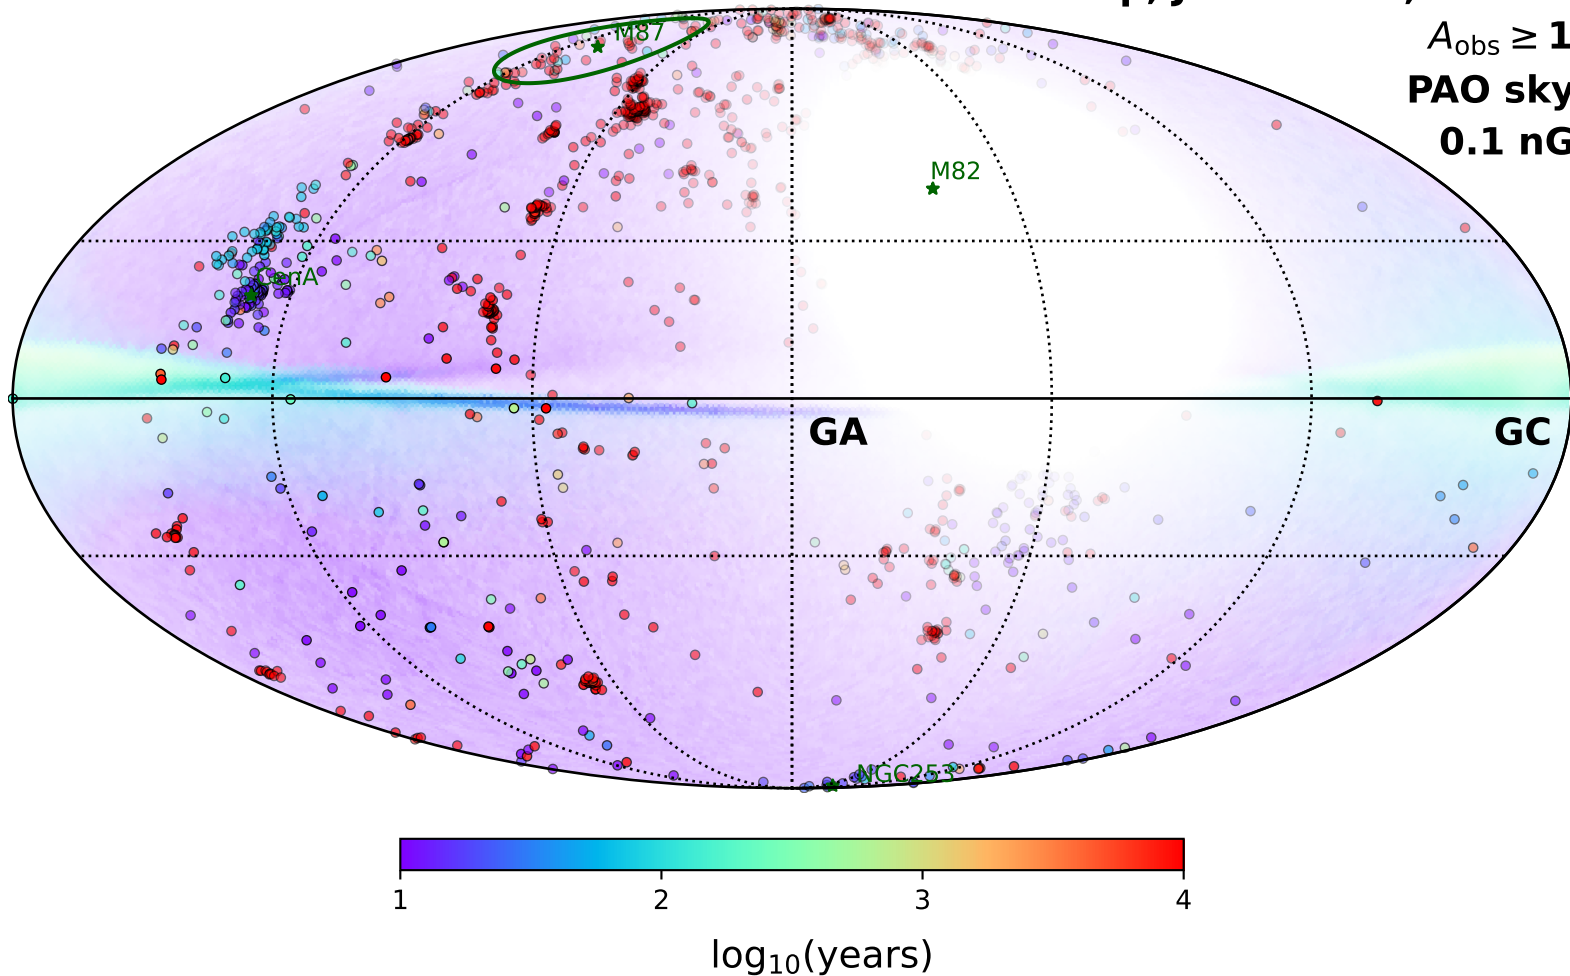 A_obs ≥ 1
M87
PAO sky
0.1 nG
M82
CenA
GA
GC
NGC253
1 2 3 4
log₁₀(years)